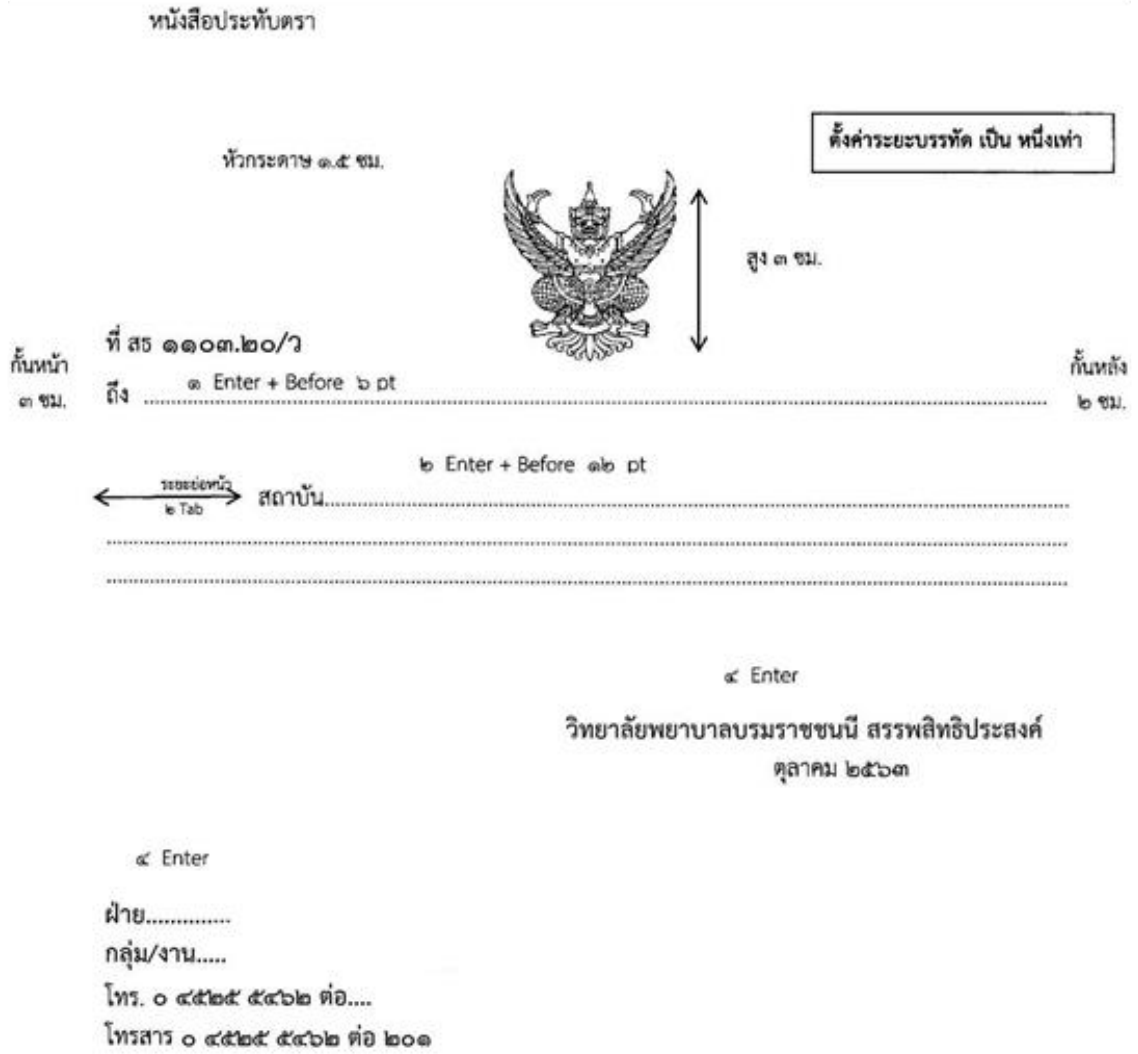 หนังสือประทับตรา
ตั้งค่าระยะบรรทัด เป็น หนึ่งเท่า
หัวกระดาษ ๑.๕ ซม.
สูง ๓ ซม.
ที่ สธ ๑๑๐๓.๒๐/ว
กั้นหน้า
๓ ซม.
กั้นหลัง
๒ ซม.
๑ Enter + Before ๖ pt
ถึง ................................................................
๒ Enter + Before ๑๒ pt
ระยะย่อหน้า
๒ Tab
สถาบัน................................................................
................................................................
................................................................
๔ Enter
วิทยาลัยพยาบาลบรมราชชนนี สรรพสิทธิประสงค์
ตุลาคม ๒๕๖๓
๔ Enter
ฝ่าย..............
กลุ่ม/งาน.....
โทร. ๐ ๔๕๒๕ ๕๔๖๒ ต่อ....
โทรสาร ๐ ๔๕๒๕ ๕๔๖๒ ต่อ ๒๐๑